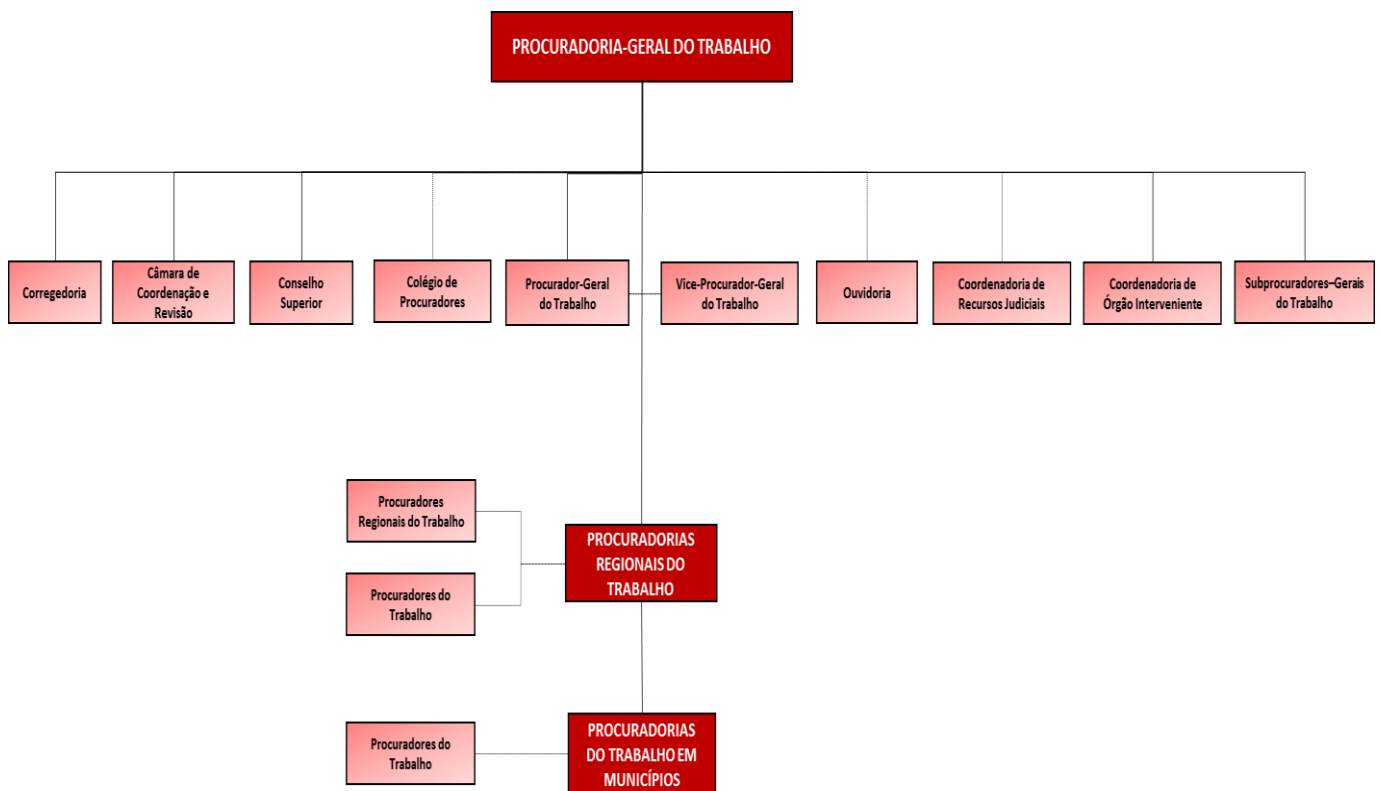 PROCURADORIA-GERAL DO TRABALHO
Corregedoria
Câmara de
Coordenação e
Revisão
Conselho
Superior
Colégio de
Procuradores
Procurador-Geral
do Trabalho
Vice-Procurador-Geral
do Trabalho
Ouvidoria
Coordenadoria de
Recursos Judiciais
Coordenadoria de
Órgão Interveniente
Subprocuradores–Gerais
do Trabalho
Procuradores
Regionais do Trabalho
PROCURADORIAS
REGIONAIS DO
TRABALHO
Procuradores do
Trabalho
Procuradores do
Trabalho
PROCURADORIAS
DO TRABALHO EM
MUNICÍPIOS